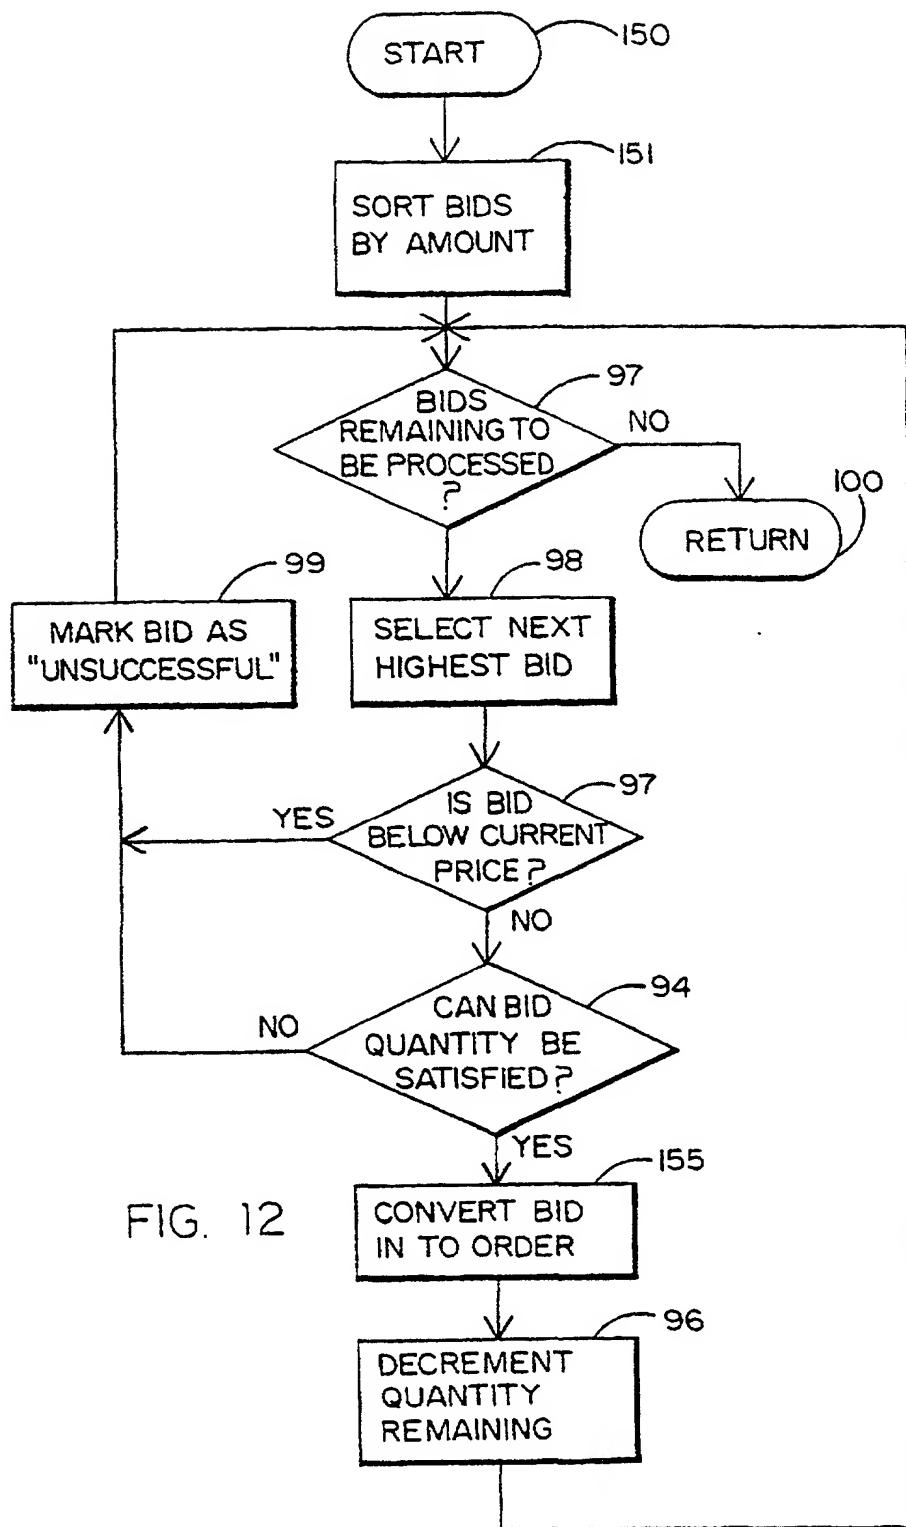 START
150
151
SORT BIDS
BY AMOUNT
97
BIDS
REMAINING TO
BE PROCESSED
?
NO
100
RETURN
99
MARK BID AS
"UNSUCCESSFUL"
98
SELECT NEXT
HIGHEST BID
97
IS BID
BELOW CURRENT
PRICE?
YES
NO
94
CAN BID
QUANTITY BE
SATISFIED?
NO
YES
155
CONVERT BID
IN TO ORDER
FIG. 12
96
DECREMENT
QUANTITY
REMAINING